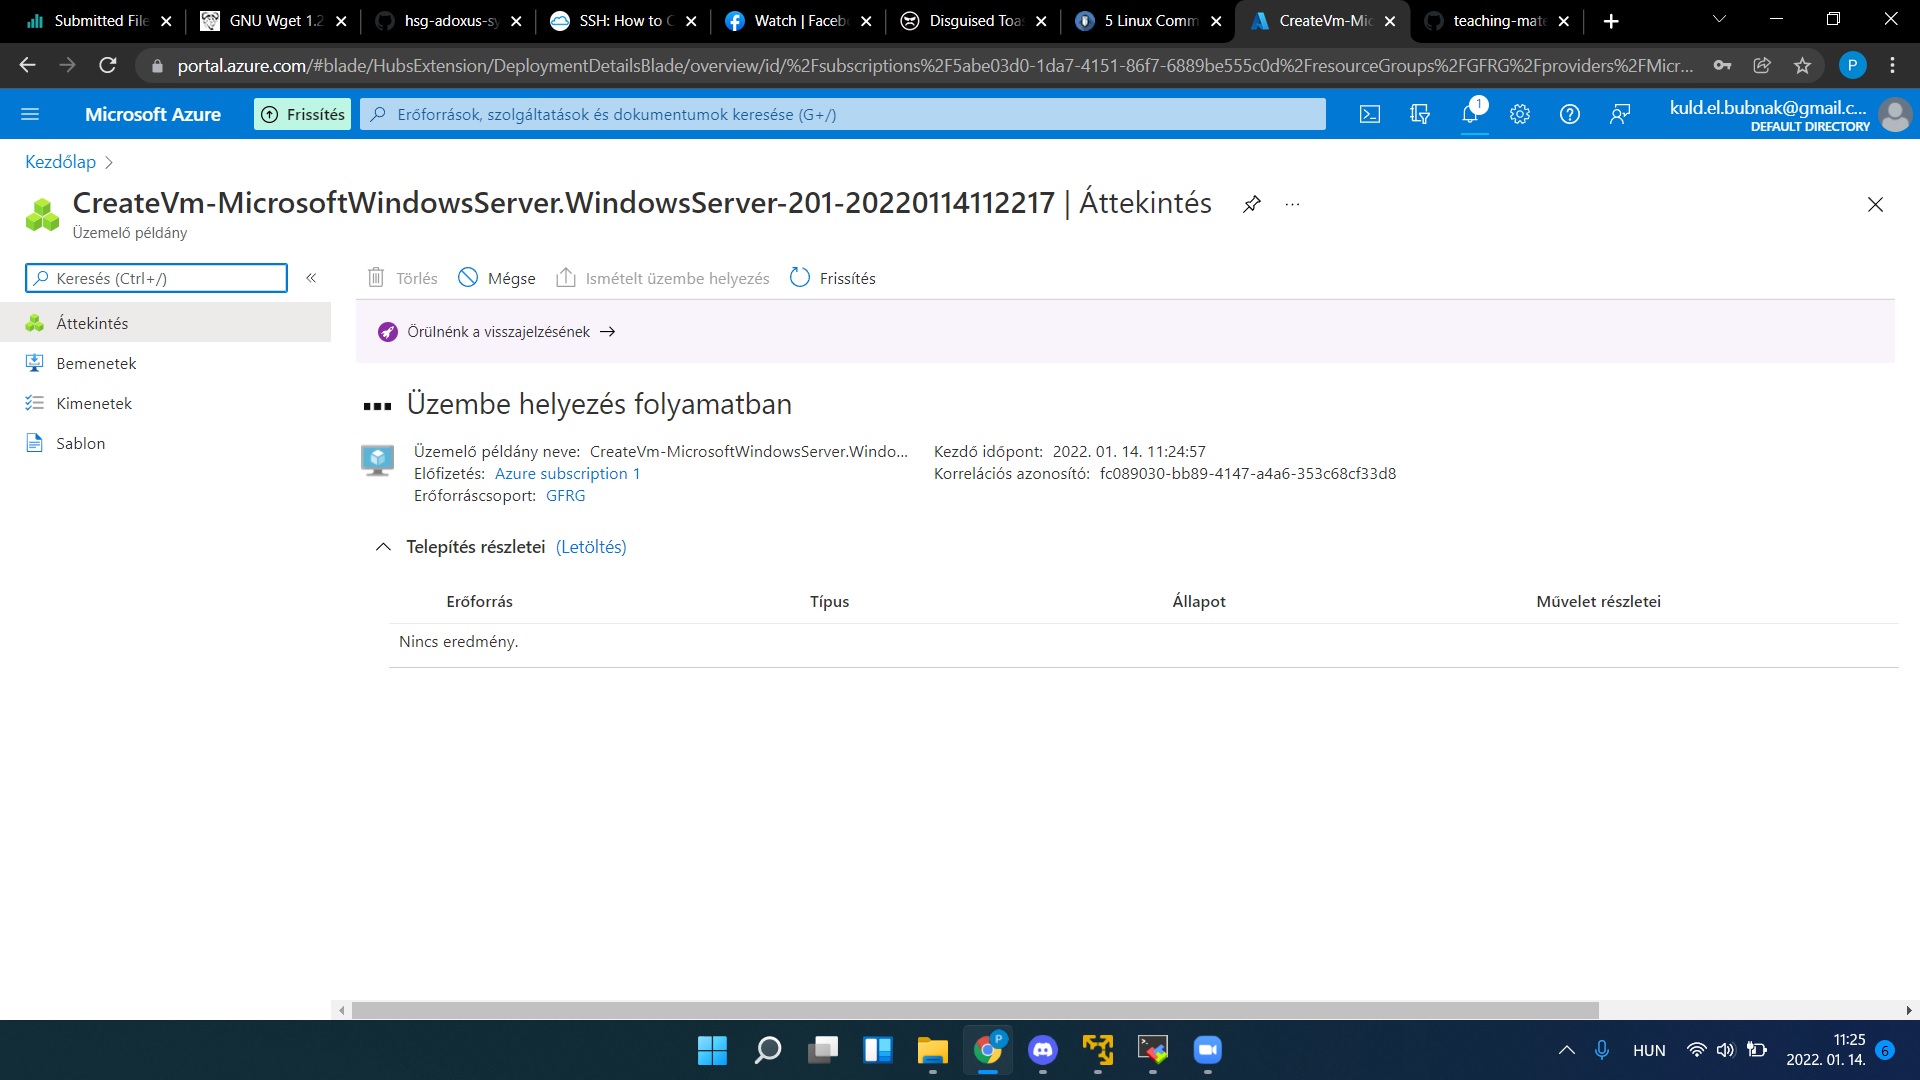 Submitted File
GNU Wget 1.2
hsg-adoxus-sy
SSH: How to C
Watch | Faceb
Disguised Toa
5 Linux Comm
CreateVm-Mic
teaching-mate
portal.azure.com/#blade/HubsExtension/DeploymentDetailsBlade/overview/id/%2Fsubscriptions%2F5abe03d0-1da7-4151-86f7-6889be555c0d%2FresourceGroups%2FGFRG%2Fproviders%2FMicr...
P
Microsoft Azure
Frissítés
Erőforrások, szolgáltatások és dokumentumok keresése (G+/)
1
kuld.el.bubnak@gmail.c...
DEFAULT DIRECTORY
Kezdőlap
CreateVm-MicrosoftWindowsServer.WindowsServer-201-20220114112217 | Áttekintés
Üzemelő példány
Keresés (Ctrl+/)
Törlés
Mégse
Ismételt üzembe helyezés
Frissítés
Áttekintés
Bemenetek
Kimenetek
Sablon
Örülnénk a visszajelzésének →
Üzembe helyezés folyamatban
Üzemelő példány neve: CreateVm-MicrosoftWindowsServer.Windo...
Előfizetés: Azure subscription 1
Erőforráscsoport: GFRG
Kezdő időpont: 2022. 01. 14. 11:24:57
Korrelációs azonosító: fc089030-bb89-4147-a4a6-353c68cf33d8
Telepítés részletei (Letöltés)
Erőforrás
Típus
Állapot
Művelet részletei
Nincs eredmény.
P
HUN
11:25
2022. 01. 14.
6